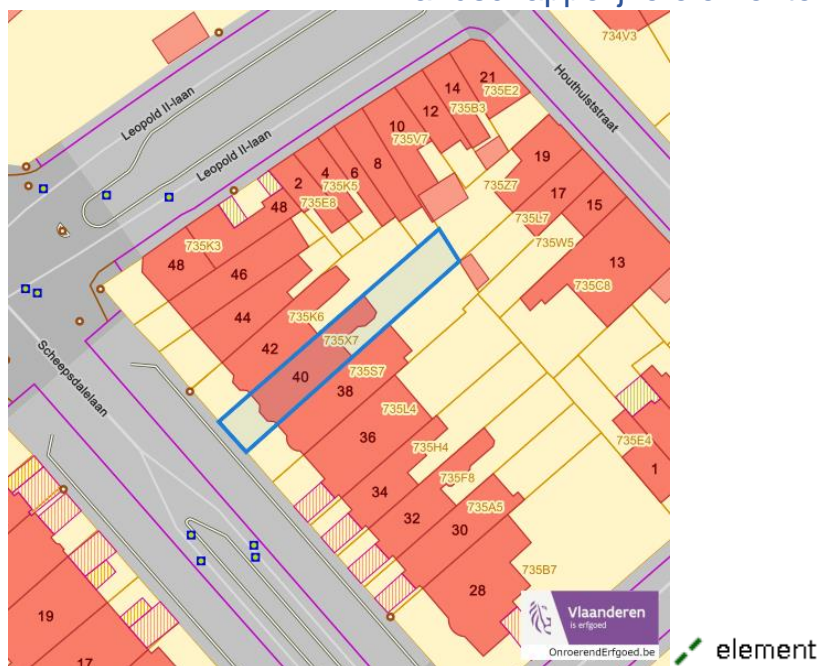 734V3
Leopold II-laan
Leopold II-laan
Houthulststraat
21
735E2
14
735B3
12
10
735V7
8
6
4
735K5
2
735E8
48
735K3
48
46
44
735K6
42
735X7
40
735S7
38
735L4
36
735H4
34
735F8
32
735A5
30
735B7
28
19
735Z7
17
735L7
15
735W5
13
735C8
735E4
1
Scheepsdalelaan
19
17
Vlaanderen
is erfgoed
OnroerendErfgoed.be
element